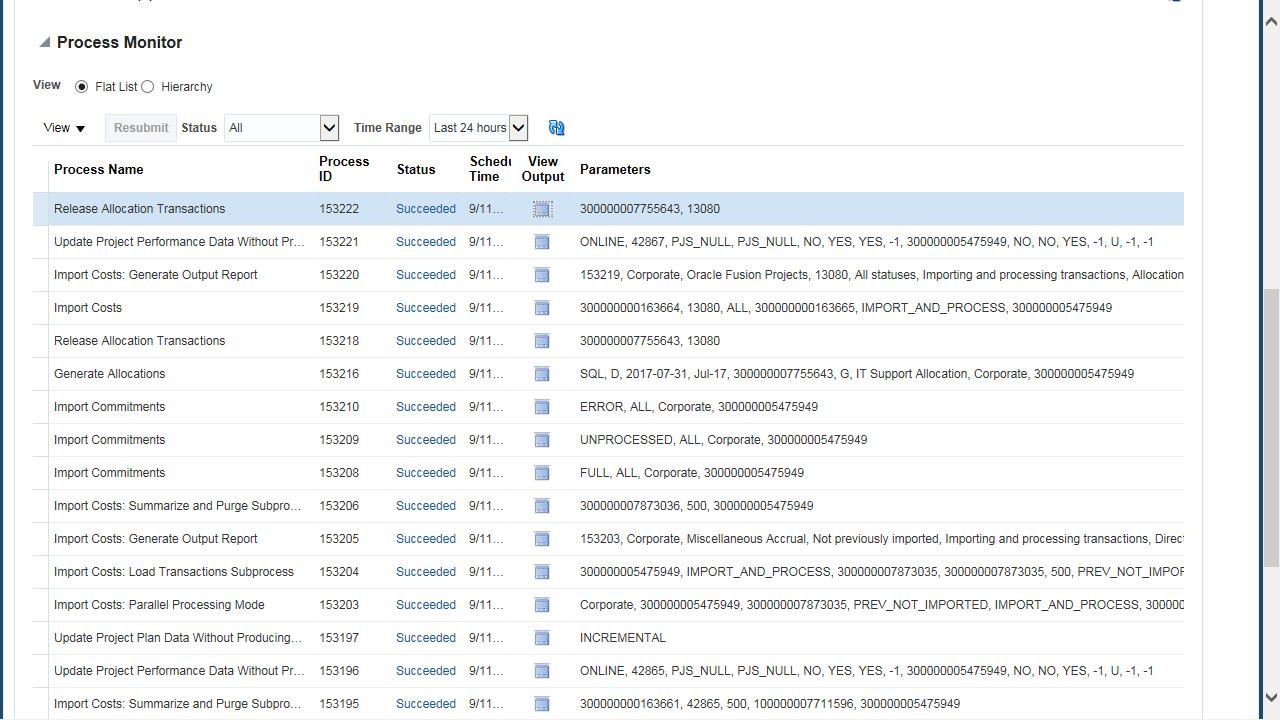 Process Monitor
View Flat List Hierarchy
View Resubmit Status All Time Range Last 24 hours
Process Name Process ID Status Schedu Time View Output Parameters
Release Allocation Transactions 153222 Succeeded 9/11... 300000007755643, 13080
Update Project Performance Data Without Pr... 153221 Succeeded 9/11... ONLINE, 42867, PJS_NULL, PJS_NULL, NO, YES, YES, -1, 300000005475949, NO, NO, YES, -1, U, -1, -1
Import Costs: Generate Output Report 153220 Succeeded 9/11... 153219, Corporate, Oracle Fusion Projects, 13080, All statuses, Importing and processing transactions, Allocation
Import Costs 153219 Succeeded 9/11... 300000000163664, 13080, ALL, 300000000163665, IMPORT_AND_PROCESS, 300000005475949
Release Allocation Transactions 153218 Succeeded 9/11... 300000007755643, 13080
Generate Allocations 153216 Succeeded 9/11... SQL, D, 2017-07-31, Jul-17, 300000007755643, G, IT Support Allocation, Corporate, 300000005475949
Import Commitments 153210 Succeeded 9/11... ERROR, ALL, Corporate, 300000005475949
Import Commitments 153209 Succeeded 9/11... UNPROCESSED, ALL, Corporate, 300000005475949
Import Commitments 153208 Succeeded 9/11... FULL, ALL, Corporate, 300000005475949
Import Costs: Summarize and Purge Subpro... 153206 Succeeded 9/11... 300000007873036, 500, 300000005475949
Import Costs: Generate Output Report 153205 Succeeded 9/11... 153203, Corporate, Miscellaneous Accrual, Not previously imported, Importing and processing transactions, Direc
Import Costs: Load Transactions Subprocess 153204 Succeeded 9/11... 300000005475949, IMPORT_AND_PROCESS, 300000007873035, 300000007873035, 500, PREV_NOT_IMPOR
Import Costs: Parallel Processing Mode 153203 Succeeded 9/11... Corporate, 300000005475949, 300000007873035, PREV_NOT_IMPORTED, IMPORT_AND_PROCESS, 300000
Update Project Plan Data Without Producing... 153197 Succeeded 9/11... INCREMENTAL
Update Project Performance Data Without Pr... 153196 Succeeded 9/11... ONLINE, 42865, PJS_NULL, PJS_NULL, NO, YES, YES, -1, 300000005475949, NO, NO, YES, -1, U, -1, -1
Import Costs: Summarize and Purge Subpro... 153195 Succeeded 9/11... 300000000163661, 42865, 500, 100000007711596, 300000005475949